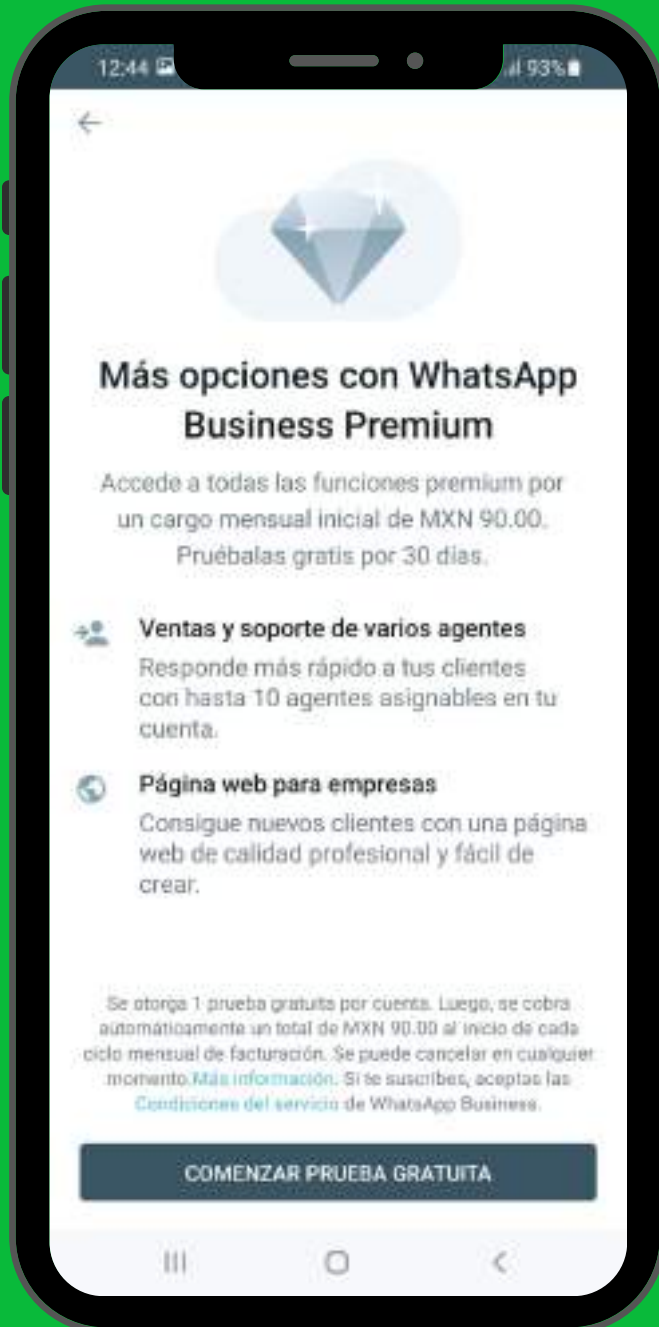 12:44
93%
Más opciones con WhatsApp
Business Premium
Accede a todas las funciones premium por
un cargo mensual inicial de MXN 90.00.
Pruébalas gratis por 30 días.
Ventas y soporte de varios agentes
Responde más rápido a tus clientes
con hasta 10 agentes asignables en tu
cuenta.
Página web para empresas
Consigue nuevos clientes con una página
web de calidad profesional y fácil de
crear.
Se otorga 1 prueba gratuita por cuenta. Luego, se cobra
automáticamente un total de MXN 90.00 al inicio de cada
ciclo mensual de facturación. Se puede cancelar en cualquier
momento.Más información. Si te suscribes, aceptas las
Condiciones del servicio de WhatsApp Business.
COMENZAR PRUEBA GRATUITA